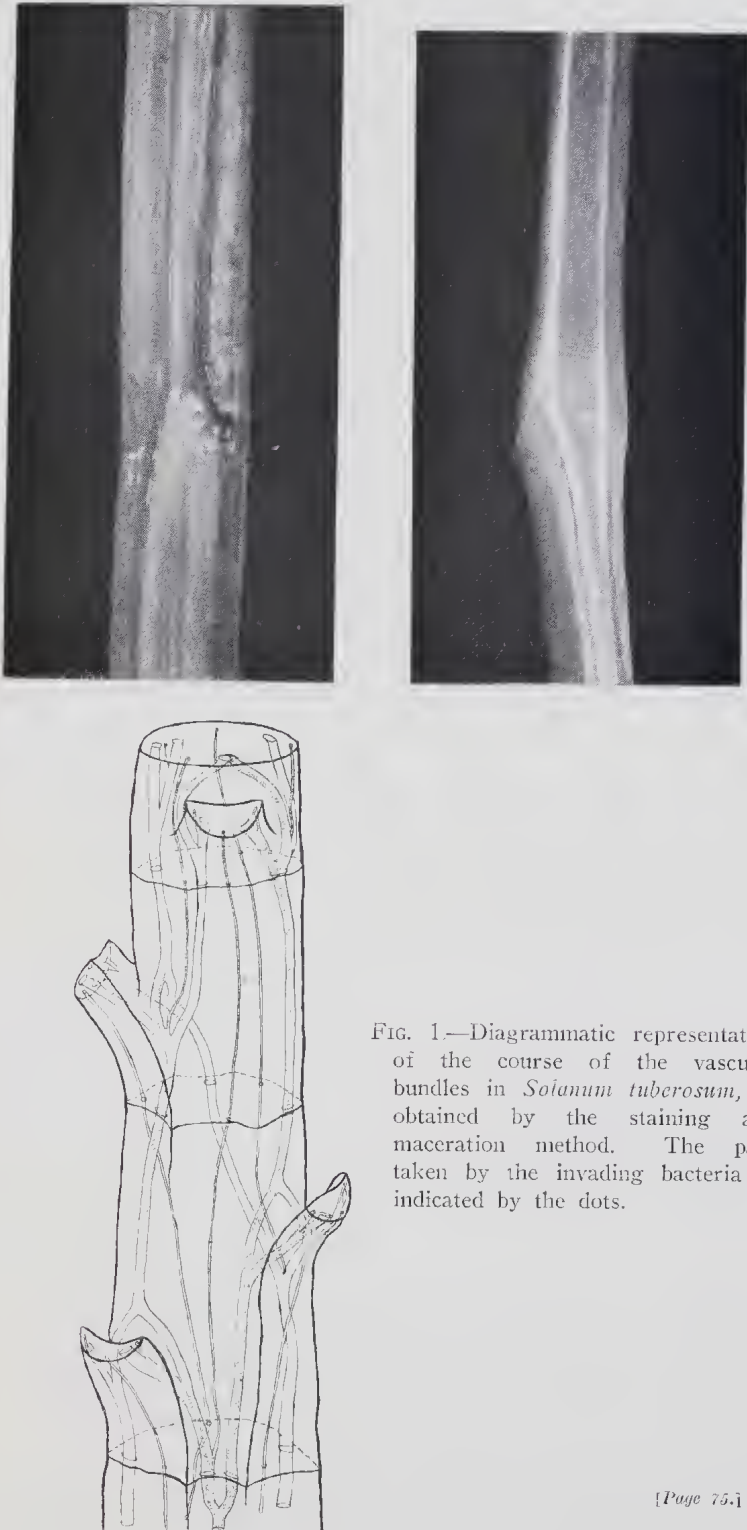 FIG. 1.—Diagrammatic representat
of the course of the vascu
bundles in Solanum tuberosum,
obtained by the staining a
maceration method. The p
taken by the invading bacteria
indicated by the dots.
[Page 75.]